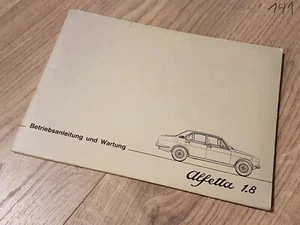 141
Betriebsanleitung und Wartung
Alfetta 1.8